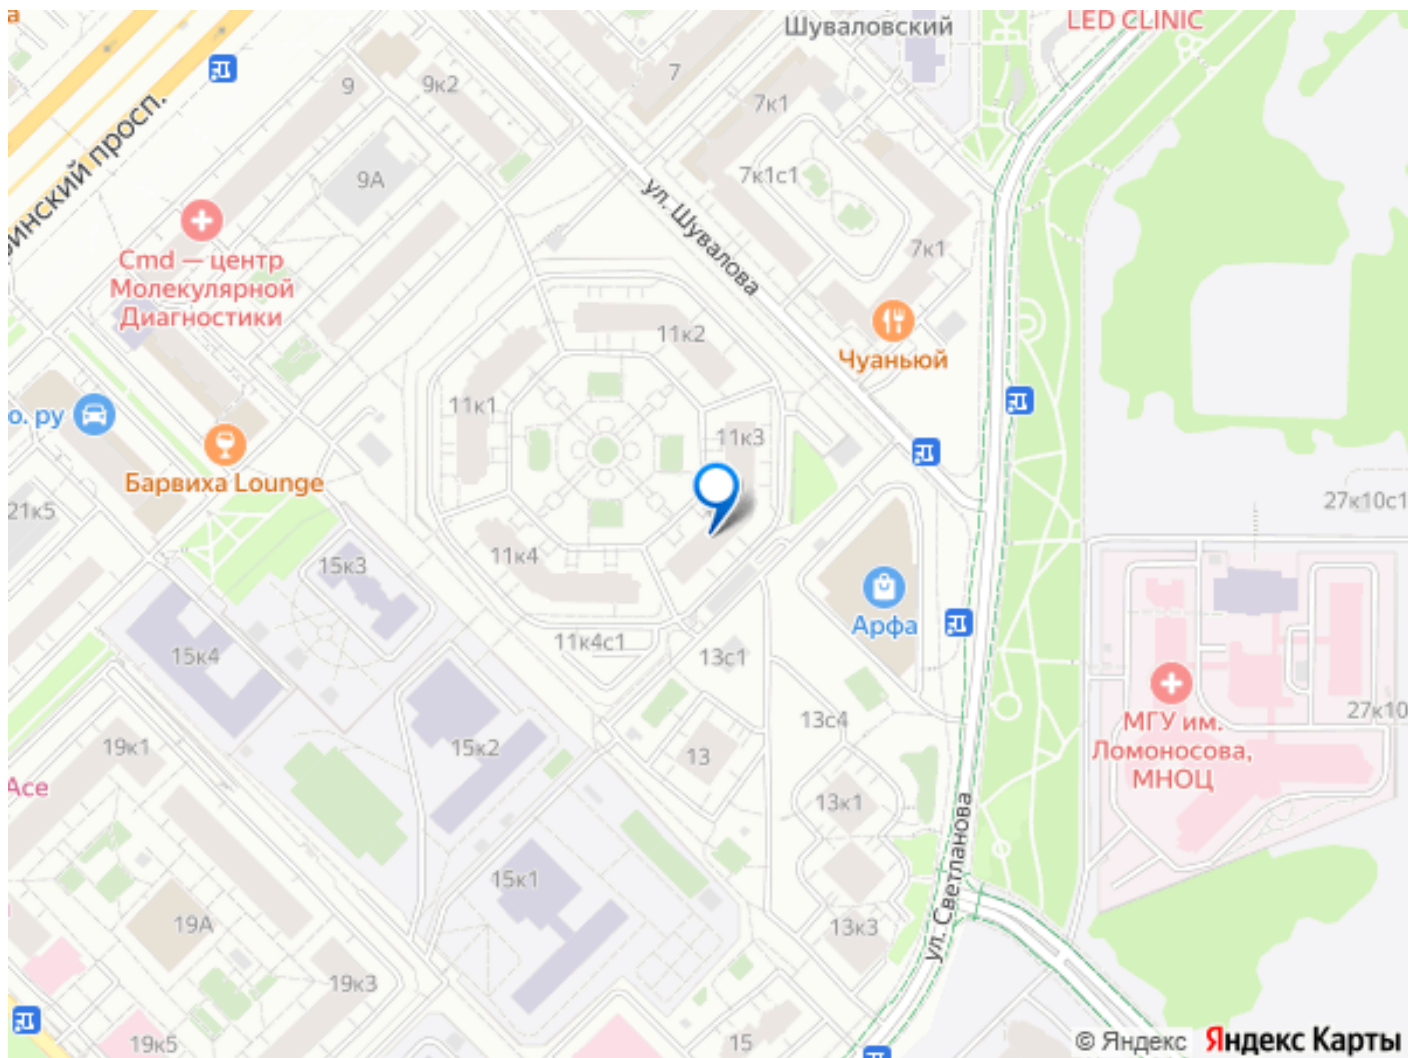 а
Шуваловский
LED CLINIC
9
9к2
7
7к1
инский просп.
9А
7к1с1
ул. Шувалова
7к1
Cmd — центр
Молекулярной
Диагностики
11к2
Чуаньюй
11к1
о. ру
11к3
Барвиха Lounge
21к5
27к10с1
11к4
15к3
Арфа
11к4с1
15к4
13с1
МГУ им.
Ломоносова,
МНОЦ
27к10
13с4
19к1
15к2
13
Ace
13к1
ул. Светланова
15к1
19А
13к3
19к3
19к5
15
© Яндекс
Яндекс Карты